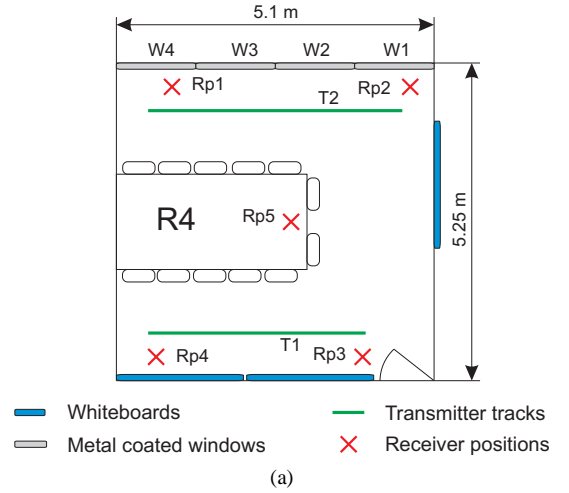 5.1 m
W4 W3 W2 W1
Rp1 Rp2
T2
R4 Rp5
5.25 m
T1
Rp4 Rp3
Whiteboards Transmitter tracks
Metal coated windows Receiver positions
(a)